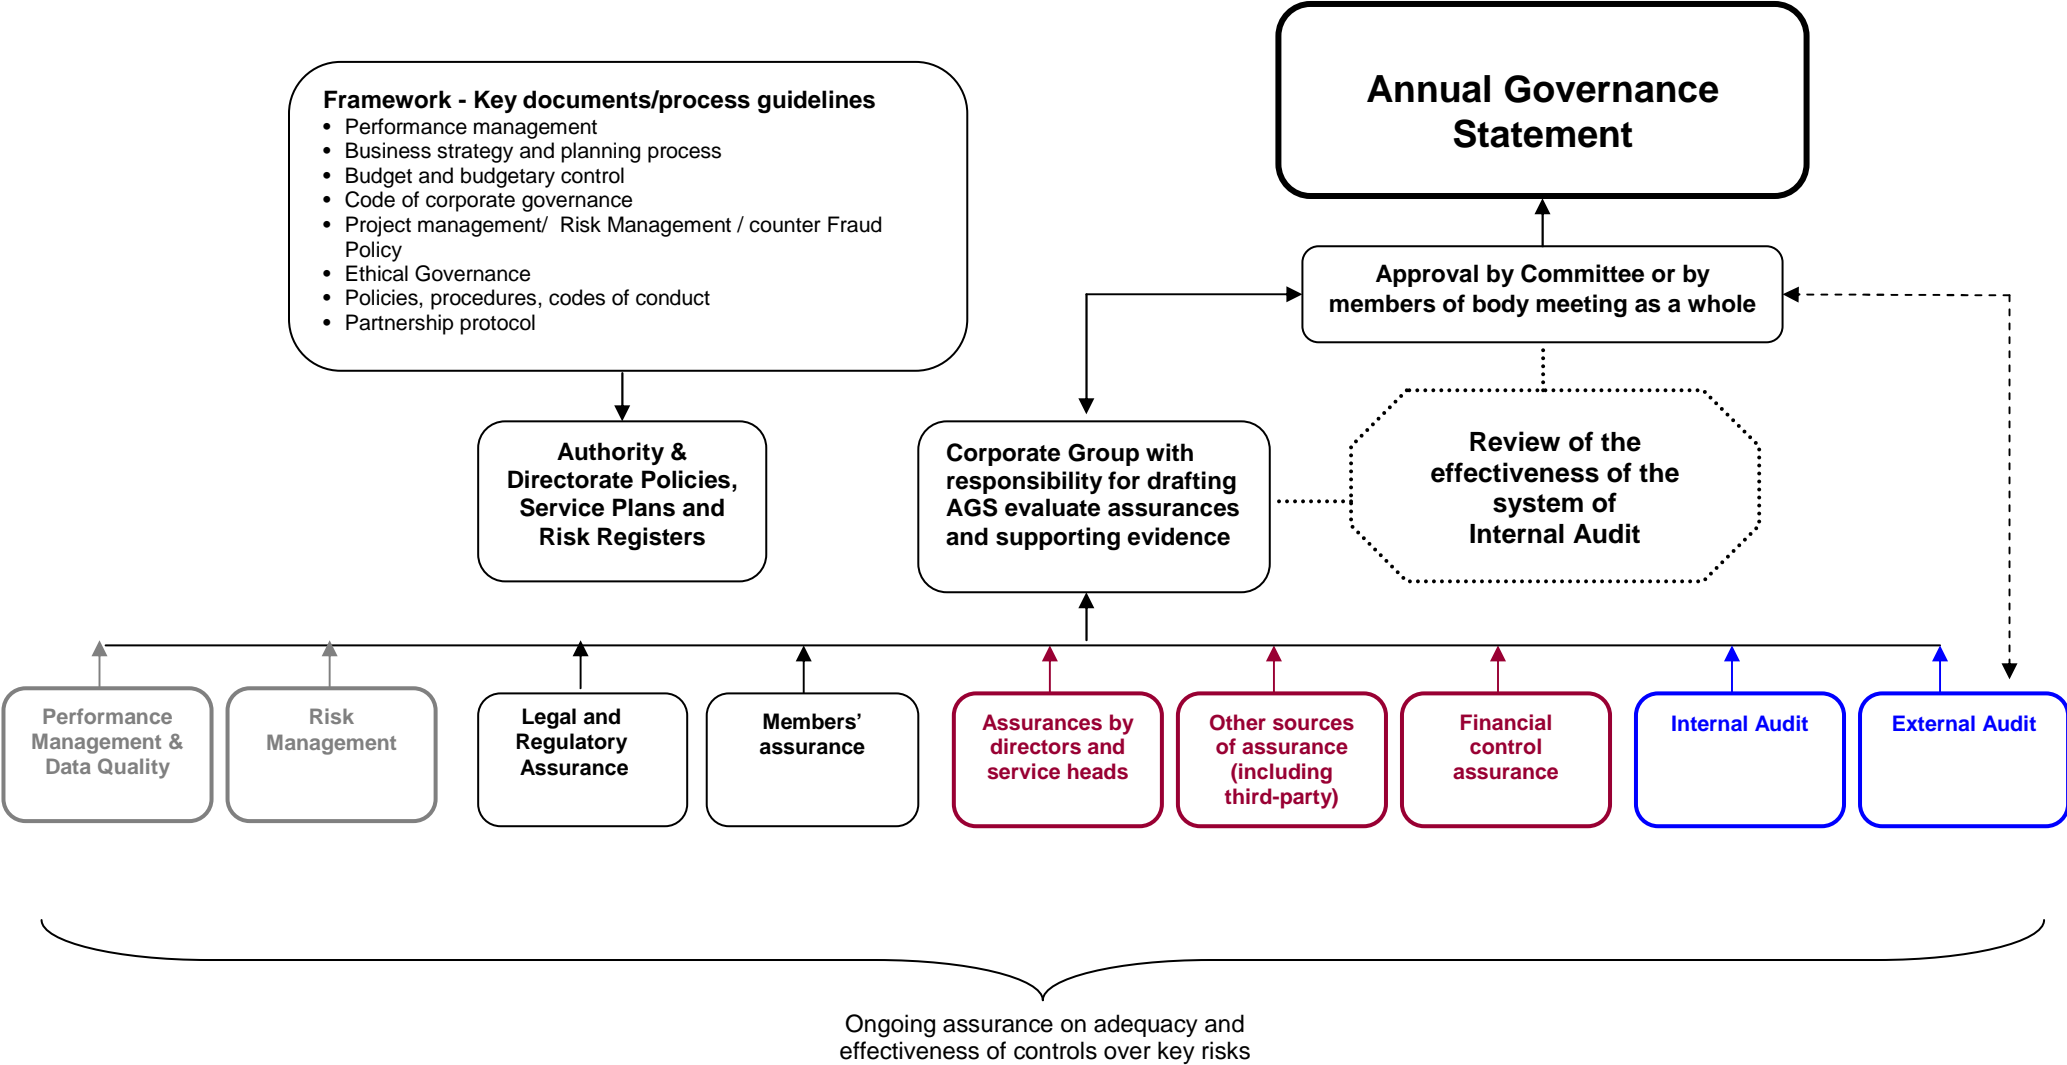 Annual Governance
Statement
Framework - Key documents/process guidelines
• Performance management
• Business strategy and planning process
• Budget and budgetary control
• Code of corporate governance
• Project management/ Risk Management / counter Fraud
Policy
• Ethical Governance
• Policies, procedures, codes of conduct
• Partnership protocol
Approval by Committee or by
members of body meeting as a whole
Authority &
Directorate Policies,
Service Plans and
Risk Registers
Corporate Group with
responsibility for drafting
AGS evaluate assurances
and supporting evidence
Review of the
effectiveness of the
system of
Internal Audit
Performance
Management &
Data Quality
Risk
Management
Legal and
Regulatory
Assurance
Members’
assurance
Assurances by
directors and
service heads
Other sources
of assurance
(including
third-party)
Financial
control
assurance
Internal Audit
External Audit
Ongoing assurance on adequacy and
effectiveness of controls over key risks